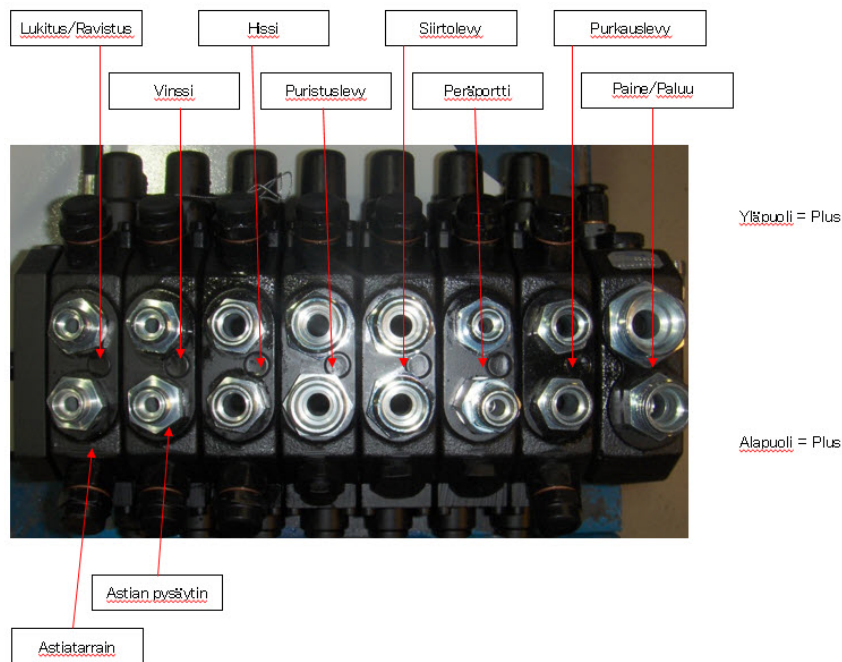 Lukitus/Ravistus
Hissi
Siirtolevy
Purkauslevy
Vinssi
Puristuslevy
Peräportti
Paine/Paluu
Yläpuoli = Plus
Alapuoli = Plus
Astian pysäytin
Astiatarrain